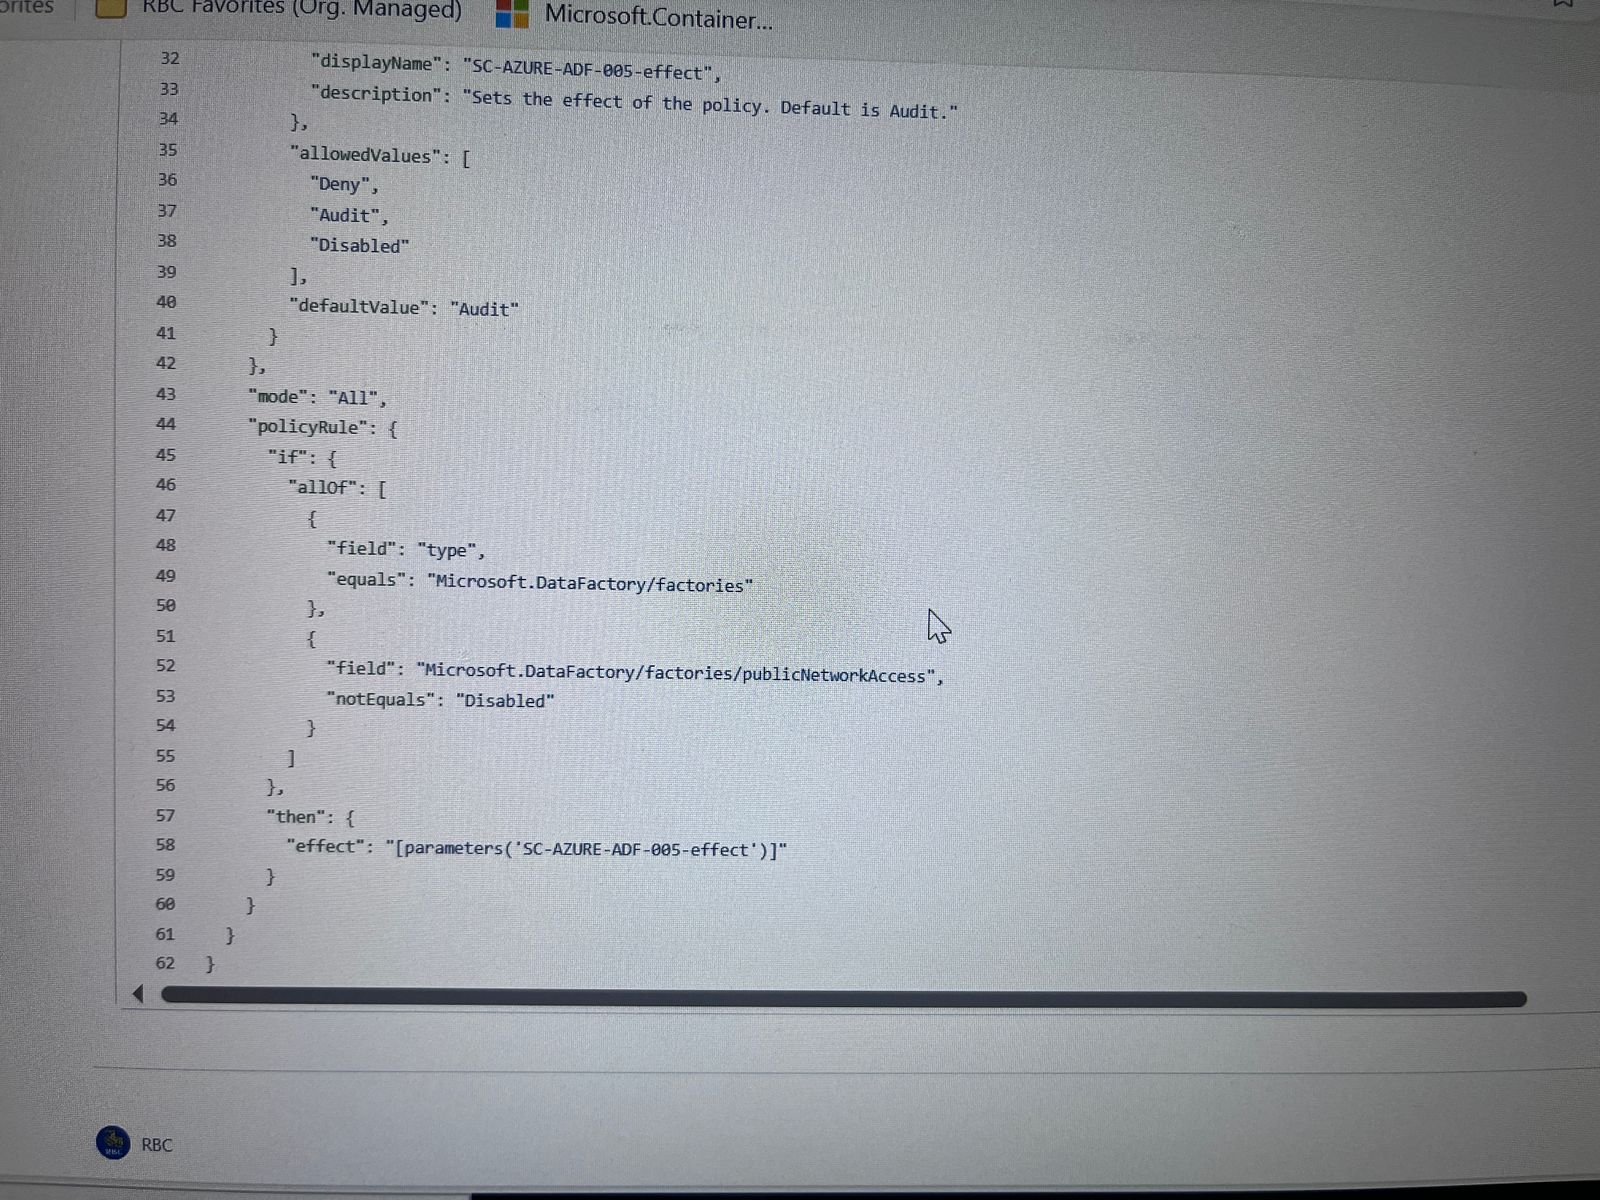 orites
RBC Favorites (Org. Managed)
Microsoft.Container...
32 "displayName": "SC-AZURE-ADF-005-effect",
33 "description": "Sets the effect of the policy. Default is Audit."
34 },
35 "allowedValues": [
36 "Deny",
37 "Audit",
38 "Disabled"
39 ],
40 "defaultValue": "Audit"
41 }
42 },
43 "mode": "All",
44 "policyRule": {
45 "if": {
46 "allOf": [
47 {
48 "field": "type",
49 "equals": "Microsoft.DataFactory/factories"
50 },
51 {
52 "field": "Microsoft.DataFactory/factories/publicNetworkAccess",
53 "notEquals": "Disabled"
54 }
55 ]
56 },
57 "then": {
58 "effect": "[parameters('SC-AZURE-ADF-005-effect')]"
59 }
60 }
61 }
62 }
RBC
RBC